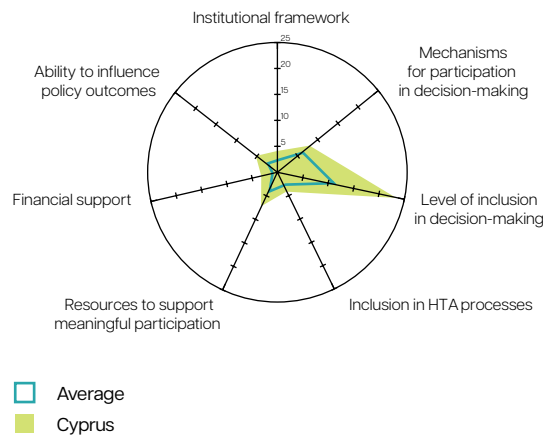 Institutional framework
25
20
15
10
5
Mechanisms
for participation
in decision-making
Level of inclusion
in decision-making
Inclusion in HTA processes
Resources to support
meaningful participation
Financial support
Ability to influence
policy outcomes
Average
Cyprus